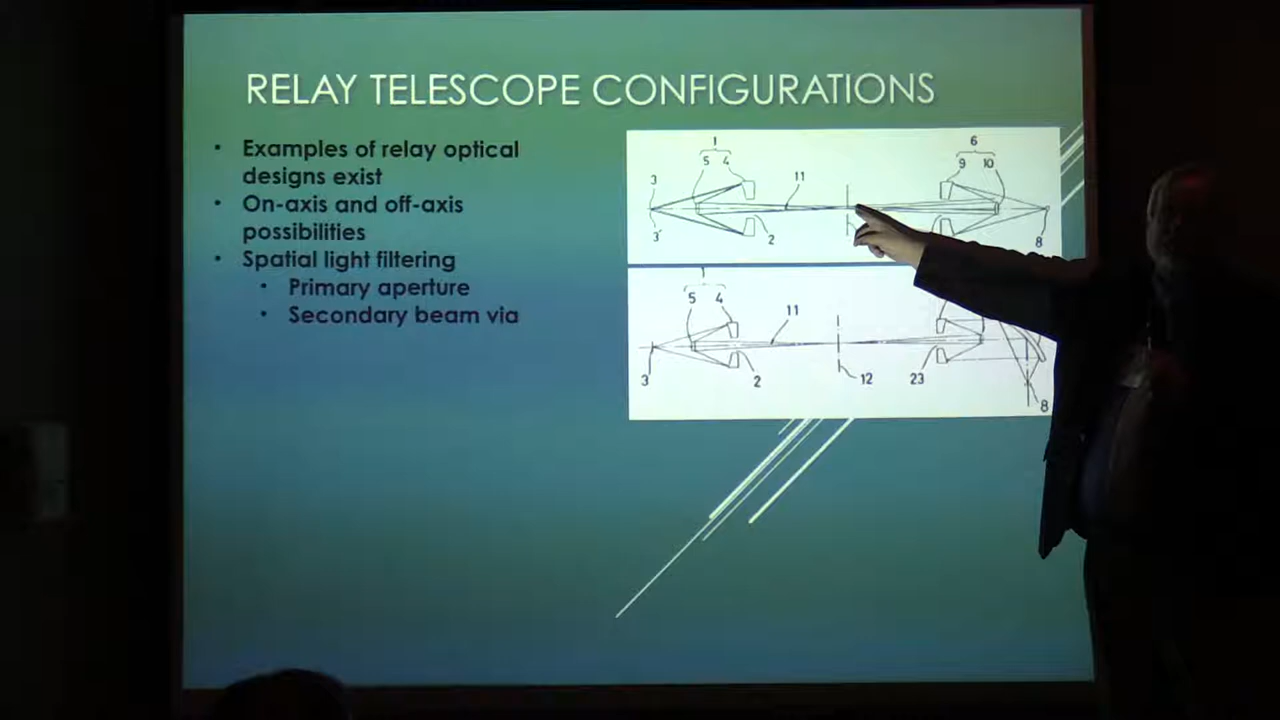 RELAY TELESCOPE CONFIGURATIONS
• Examples of relay optical
designs exist
• On-axis and off-axis
possibilities
• Spatial light filtering
• Primary aperture
• Secondary beam via
1
5 4
3
3'
11
2
6
9 10
8
1
5 4
3
11
2
12
23
8